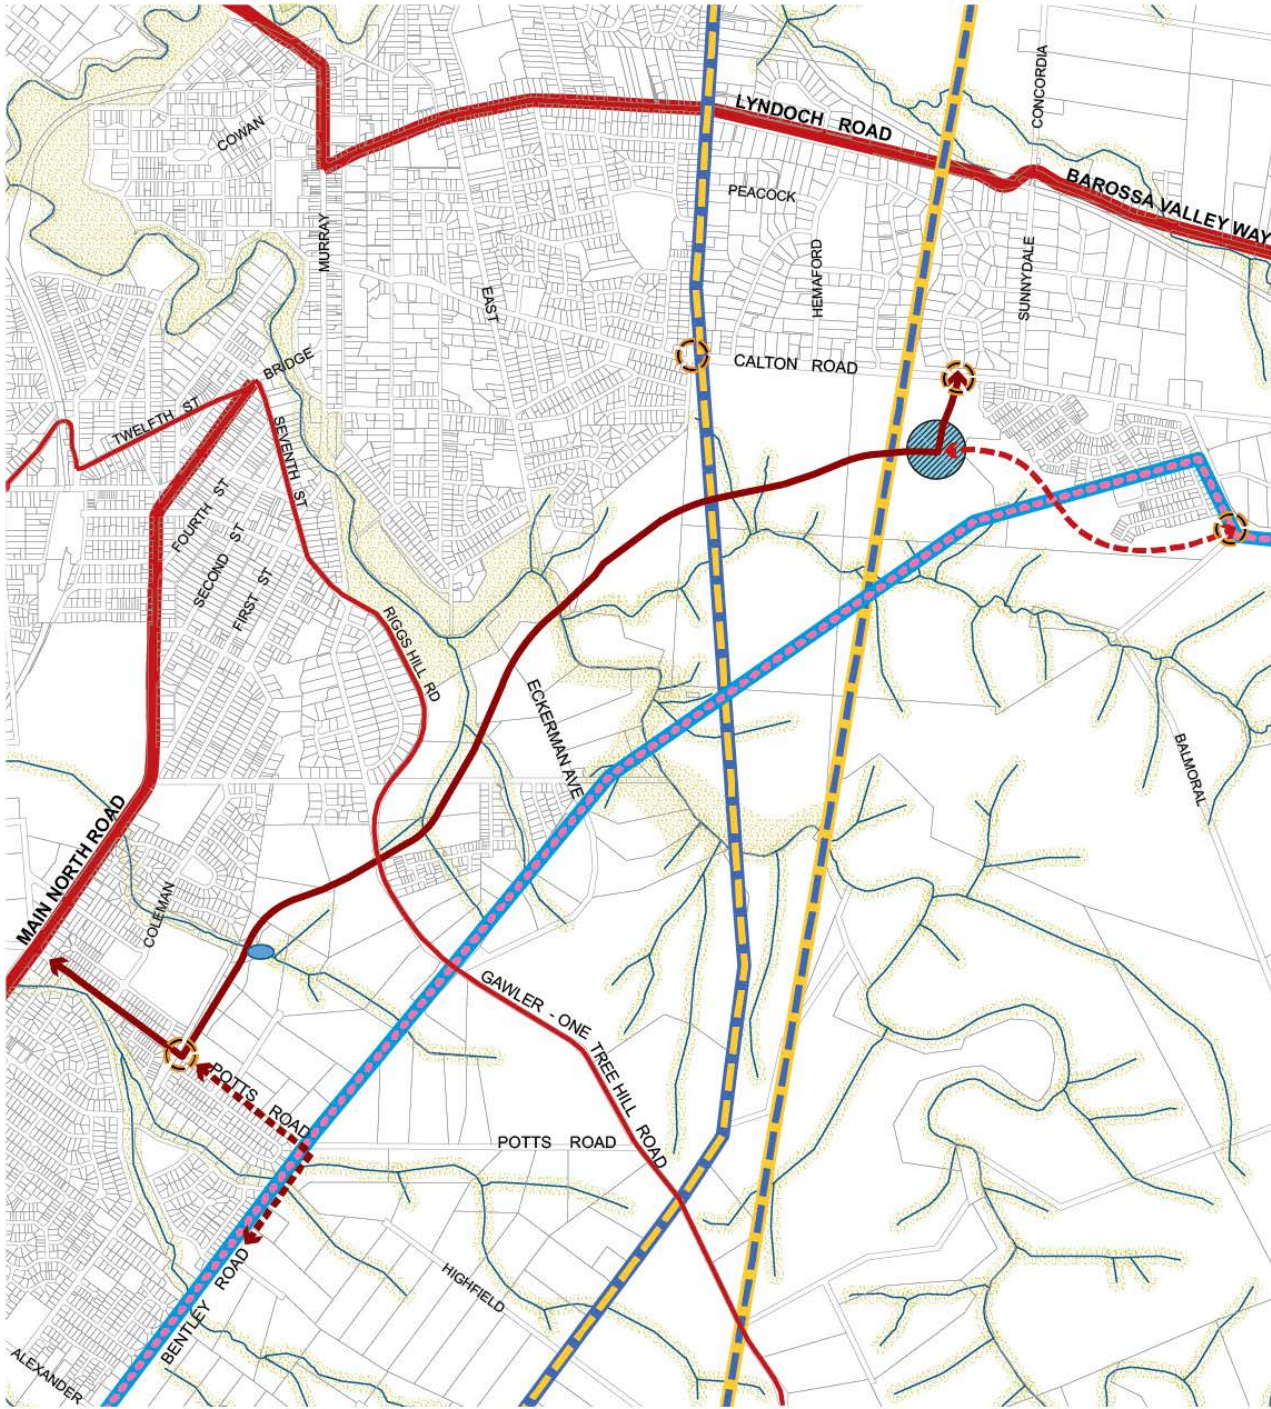 CONCORDIA
LYNDOCH ROAD
COWAN
BAROSSA VALLEY WAY
PEACOCK
MURRAY
HEMAFORD
SUNNYDALE
EAST
CALTON ROAD
BRIDGE
TWELFTH ST
SEVENTH ST
FOURTH ST
SECOND ST
FIRST ST
RIGGS HILL RD
ECKERMAN AVE
BALMORAL
MAIN NORTH ROAD
COLEMAN
GAWLER - ONE TREE HILL ROAD
POTTS ROAD
POTTS ROAD
BENTLEY ROAD
HIGHFIELD
ALEXANDER